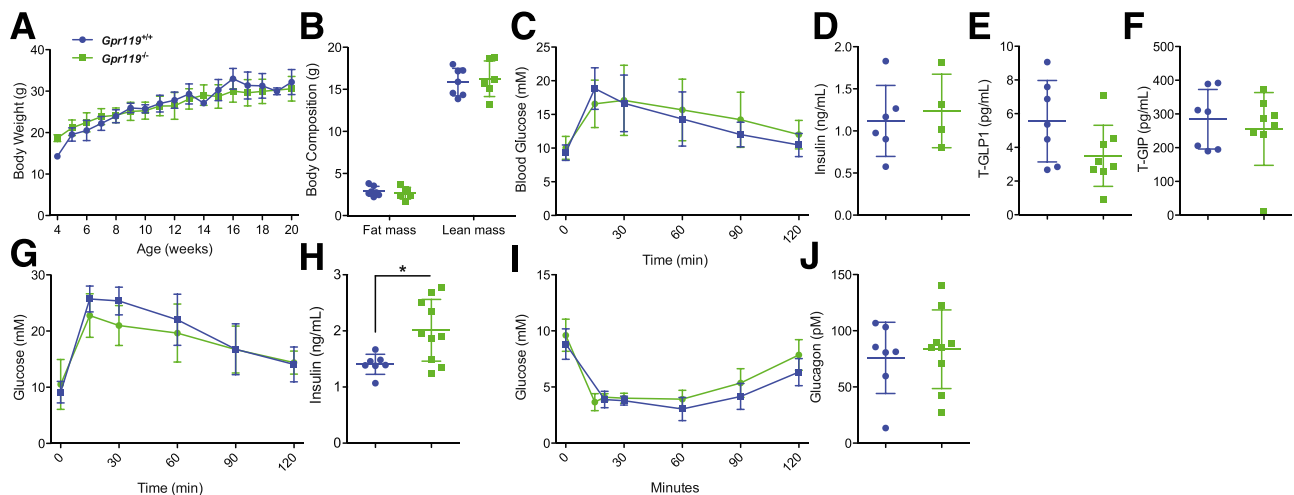 A
Gpr119+/+
Gpr119-/-
Body Weight (g)
40
30
20
10
0
4 6 8 10 12 14 16 18 20
Age (weeks)
B
Body Composition (g)
20
15
10
5
0
Fat mass Lean mass
C
Blood Glucose (mM)
25
20
15
10
5
0
0 30 60 90 120
Time (min)
D
Insulin (ng/mL)
2.0
1.5
1.0
0.5
0.0
E
T-GLP1 (pg/mL)
10
8
6
4
2
0
F
T-GIP (pg/mL)
500
400
300
200
100
0
G
Glucose (mM)
30
20
10
0
0 30 60 90 120
Time (min)
H
Insulin (ng/mL)
3
2
1
0
*
I
Glucose (mM)
15
10
5
0
0 30 60 90 120
Minutes
J
Glucagon (pM)
150
100
50
0